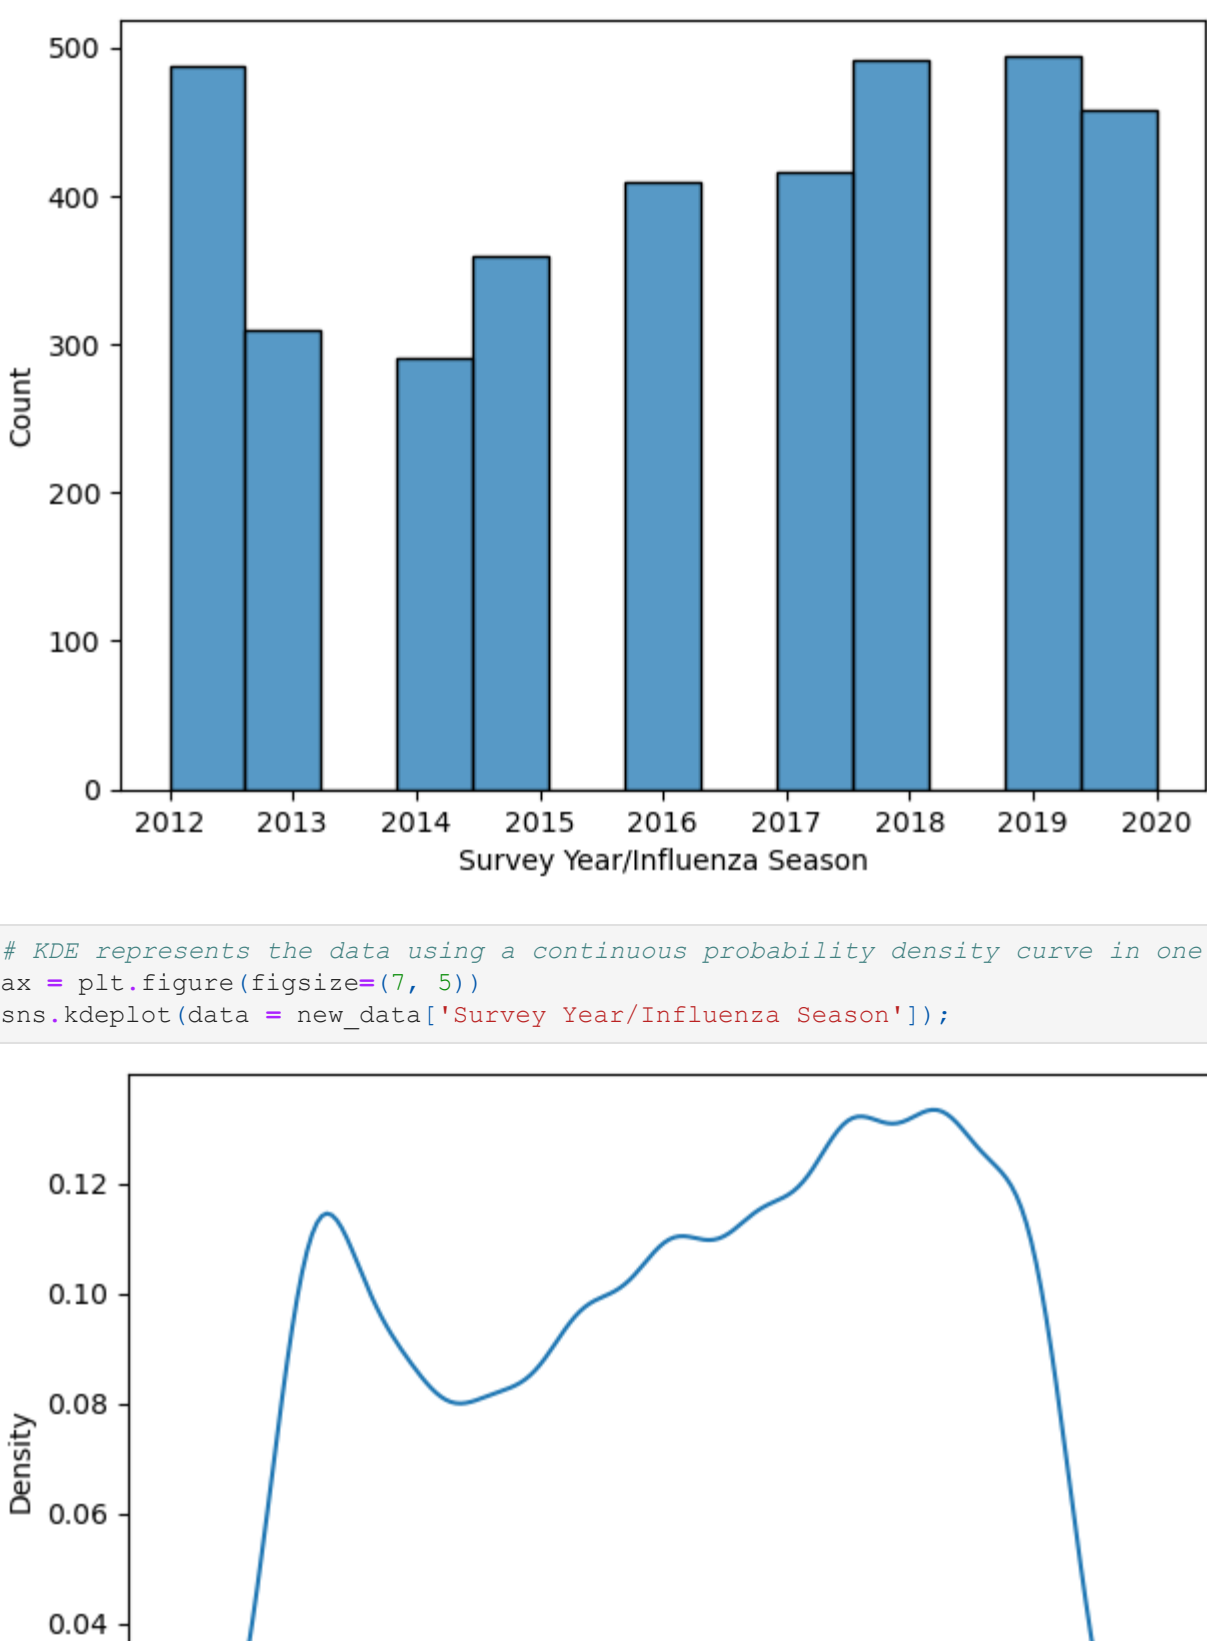 500
400
300
200
100
0
Count
2012 2013 2014 2015 2016 2017 2018 2019 2020
Survey Year/Influenza Season
# KDE represents the data using a continuous probability density curve in one
ax = plt.figure(figsize=(7, 5))
sns.kdeplot(data = new_data['Survey Year/Influenza Season']);
0.12
0.10
0.08
0.06
0.04
Density